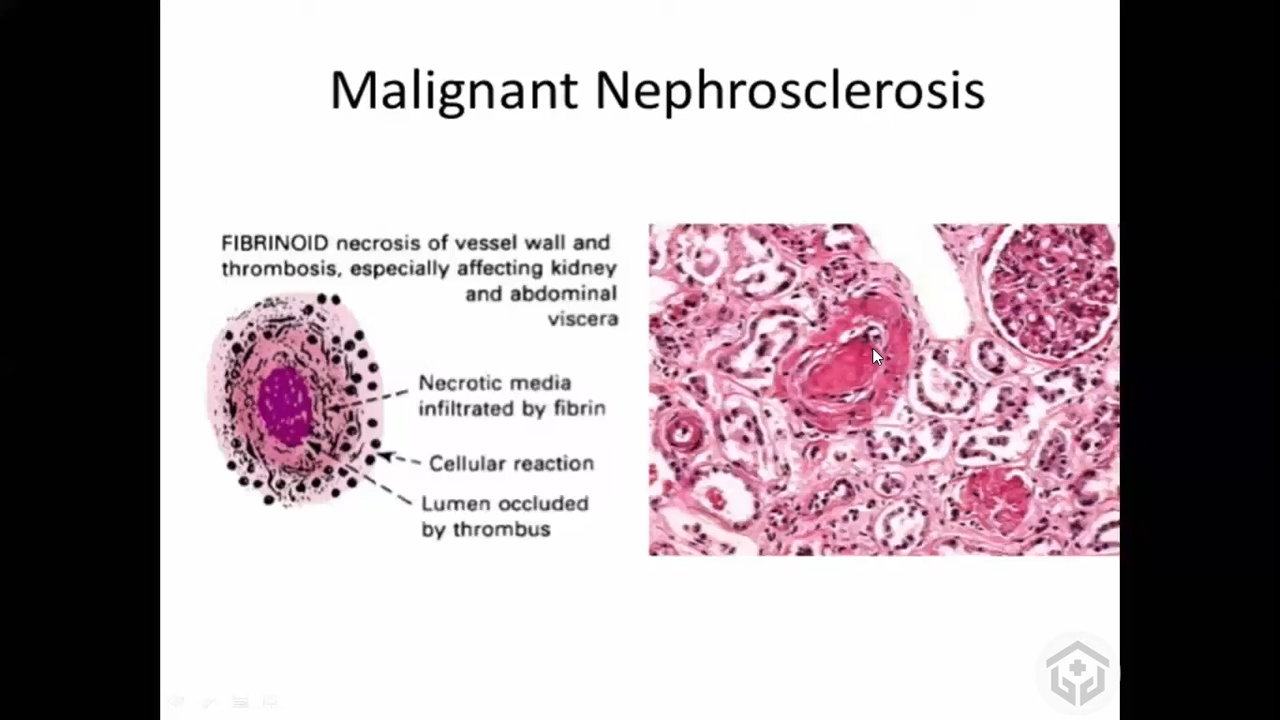 Malignant Nephrosclerosis
FIBRINOID necrosis of vessel wall and
thrombosis, especially affecting kidney
and abdominal
viscera
Necrotic media
infiltrated by fibrin
Cellular reaction
Lumen occluded
by thrombus